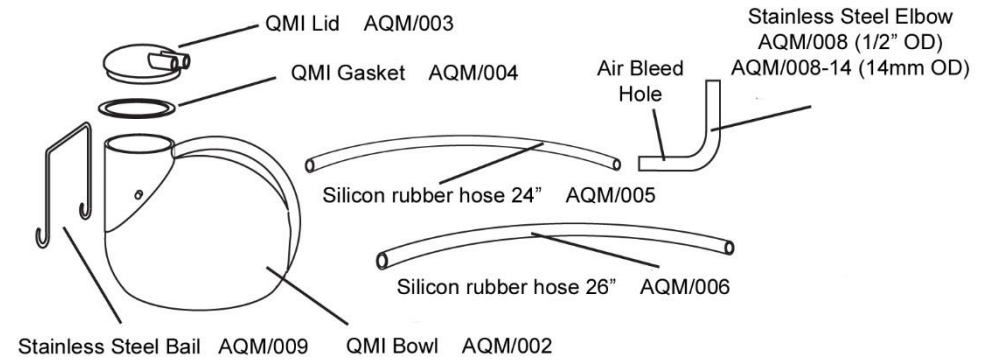 QMI Lid AQM/003
QMI Gasket AQM/004
Air Bleed
Hole
Stainless Steel Elbow
AQM/008 (1/2” OD)
AQM/008-14 (14mm OD)
Silicon rubber hose 24” AQM/005
Silicon rubber hose 26” AQM/006
Stainless Steel Bail AQM/009
QMI Bowl AQM/002